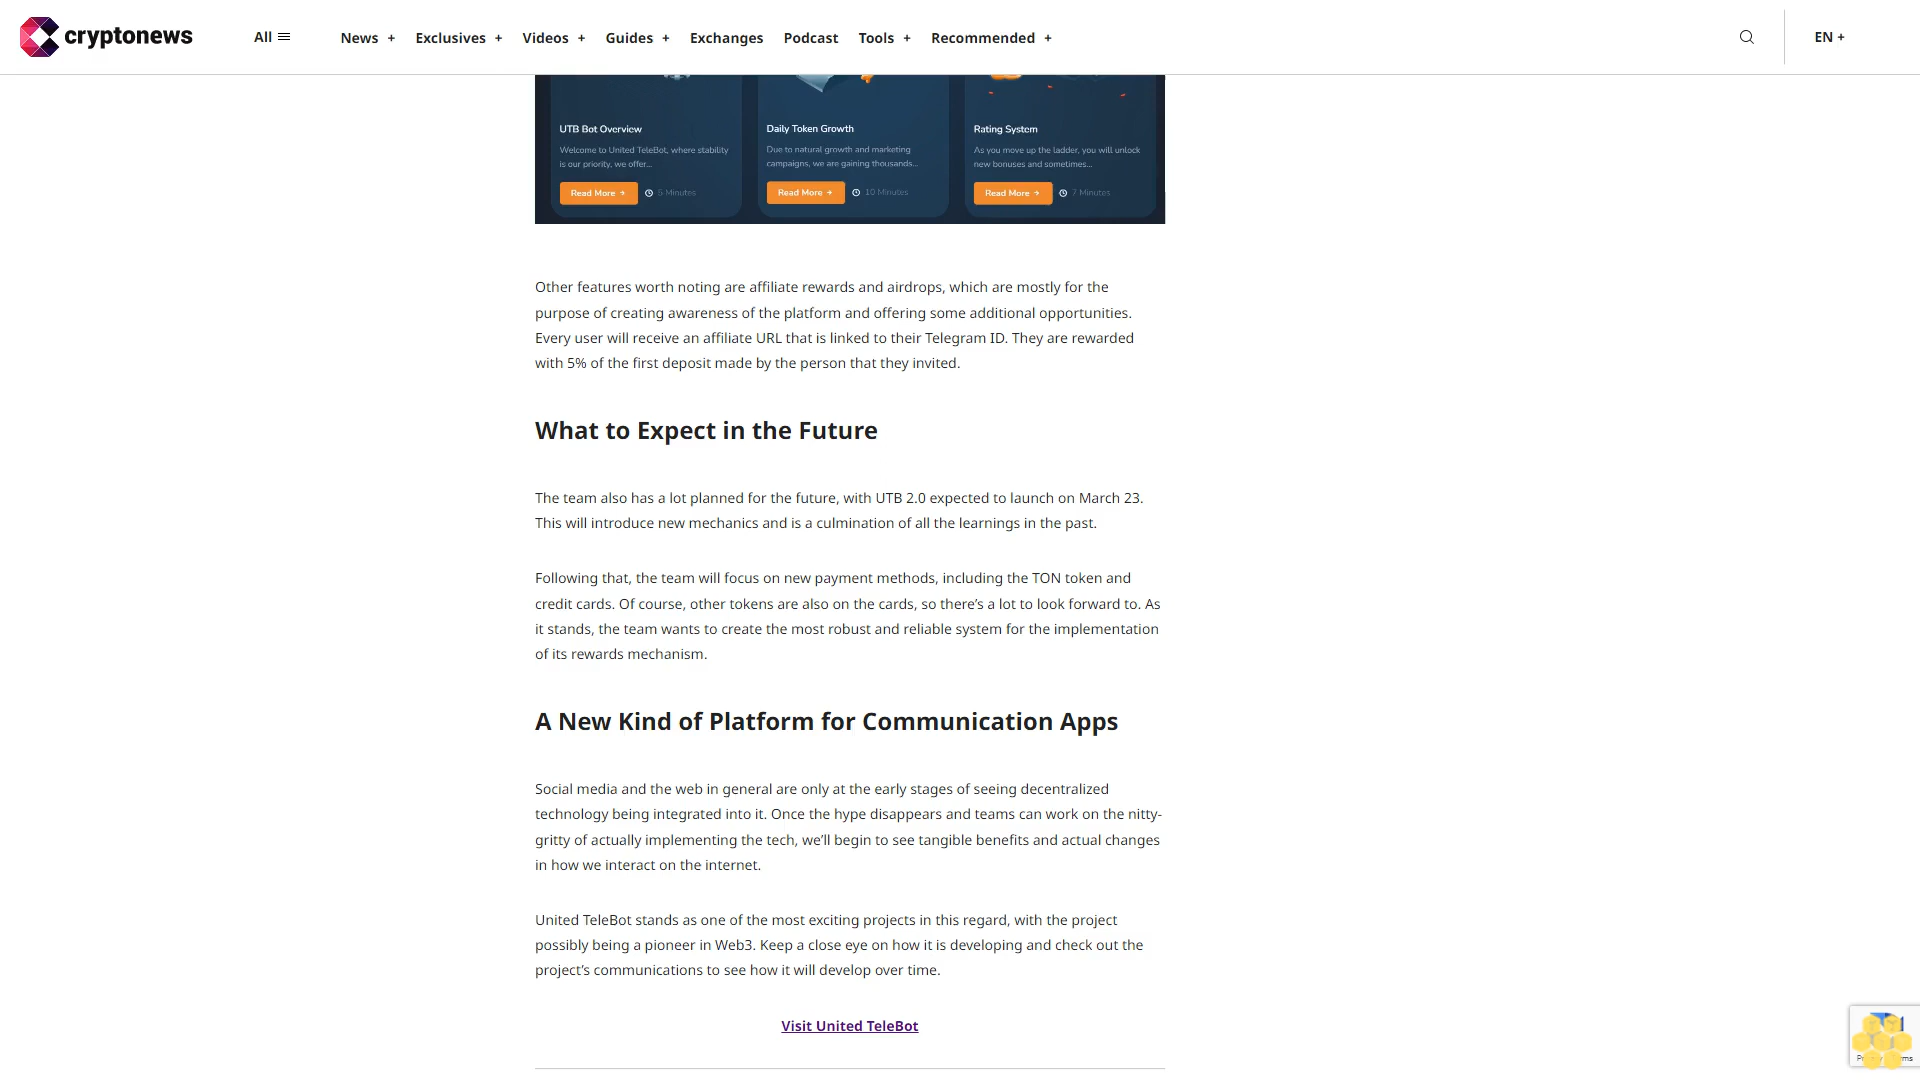 cryptonews
All
News +
Exclusives +
Videos +
Guides +
Exchanges
Podcast
Tools +
Recommended +
EN +
UTB Bot Overview
Welcome to United TeleBot, where stability
is our priority, we offer...
Read More →
5 Minutes
Daily Token Growth
Due to natural growth and marketing
campaigns, we are gaining thousands...
Read More →
10 Minutes
Rating System
As you move up the ladder, you will unlock
new bonuses and sometimes...
Read More →
7 Minutes
Other features worth noting are affiliate rewards and airdrops, which are mostly for the
purpose of creating awareness of the platform and offering some additional opportunities.
Every user will receive an affiliate URL that is linked to their Telegram ID. They are rewarded
with 5% of the first deposit made by the person that they invited.
What to Expect in the Future
The team also has a lot planned for the future, with UTB 2.0 expected to launch on March 23.
This will introduce new mechanics and is a culmination of all the learnings in the past.
Following that, the team will focus on new payment methods, including the TON token and
credit cards. Of course, other tokens are also on the cards, so there’s a lot to look forward to. As
it stands, the team wants to create the most robust and reliable system for the implementation
of its rewards mechanism.
A New Kind of Platform for Communication Apps
Social media and the web in general are only at the early stages of seeing decentralized
technology being integrated into it. Once the hype disappears and teams can work on the nitty-
gritty of actually implementing the tech, we’ll begin to see tangible benefits and actual changes
in how we interact on the internet.
United TeleBot stands as one of the most exciting projects in this regard, with the project
possibly being a pioneer in Web3. Keep a close eye on how it is developing and check out the
project’s communications to see how it will develop over time.
Visit United TeleBot